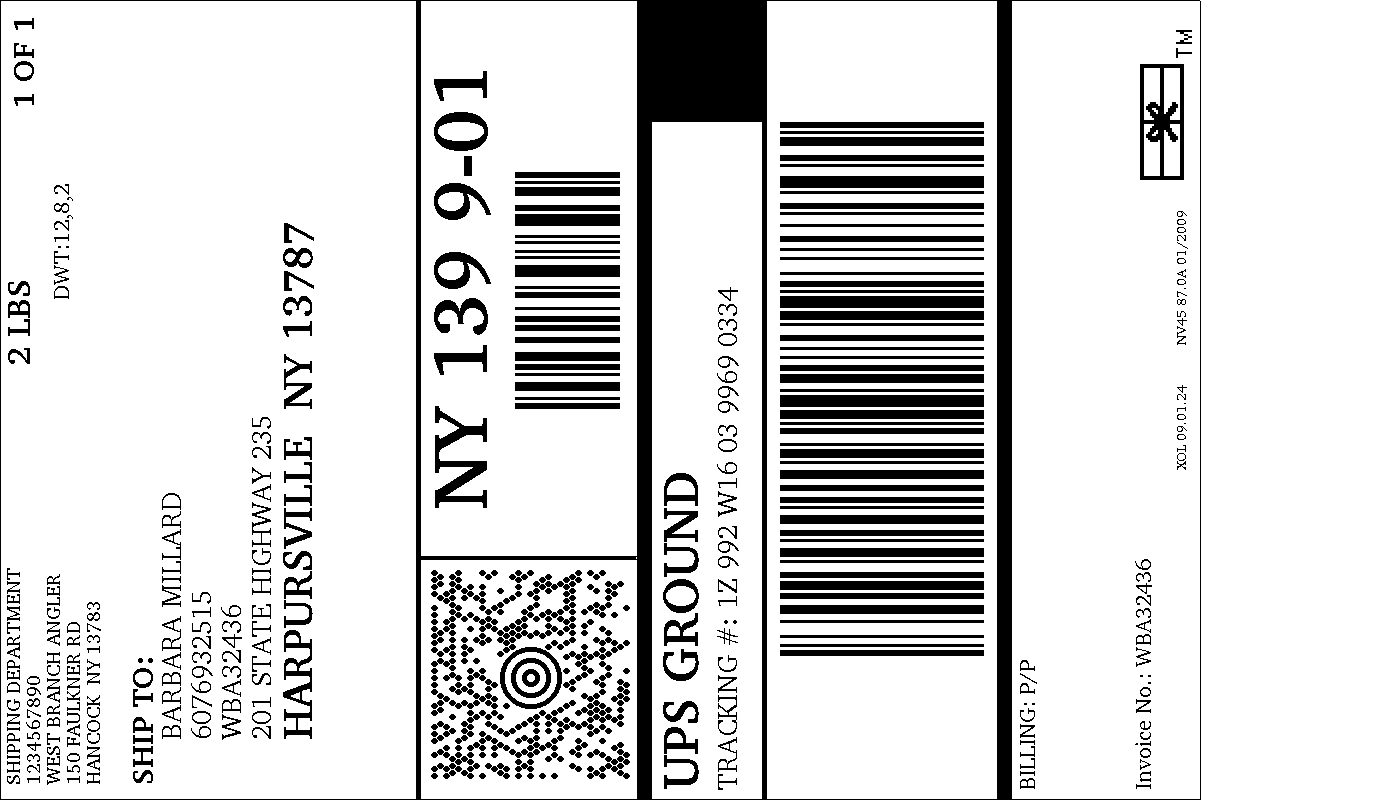 SHIPPING DEPARTMENT
1234567890
WEST BRANCH ANGLER
150 FAULKNER RD
HANCOCK NY 13783
2 LBS
1 OF 1
DWT:12,8,2
SHIP TO:
BARBARA MILLARD
6076932515
WBA32436
201 STATE HIGHWAY 235
HARPURSVILLE NY 13787
NY 139 9-01
UPS GROUND
TRACKING #: 1Z 992 W16 03 9969 0334
BILLING: P/P
Invoice No.: WBA32436
XOL 09.01.24 NV45 87.0A 01/2009
TM